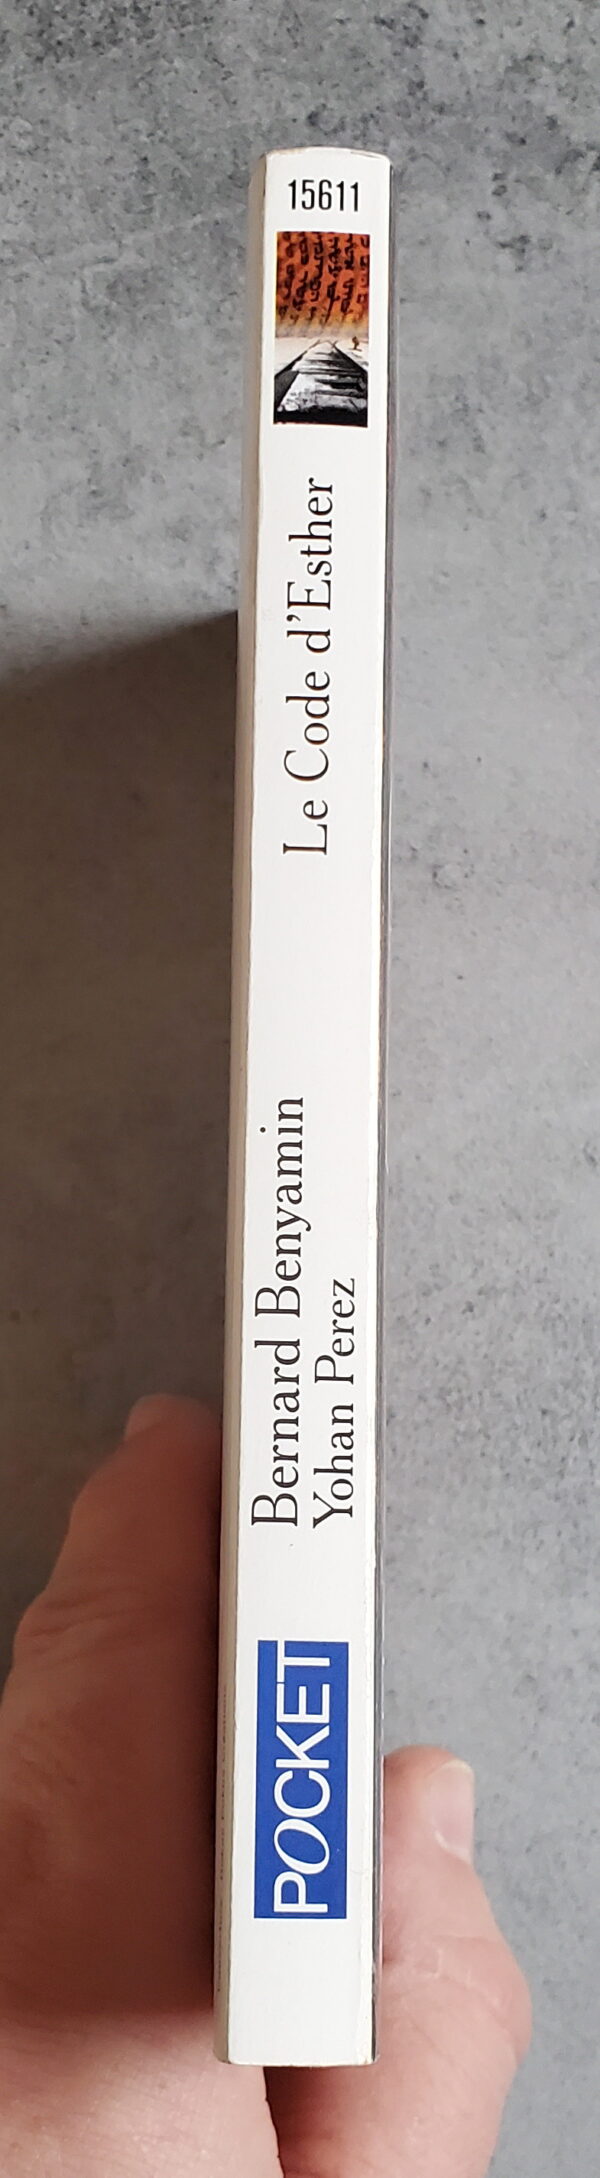 15611
Le Code d'Esther
Bernard Benyamin
Yohan Perez
POCKET